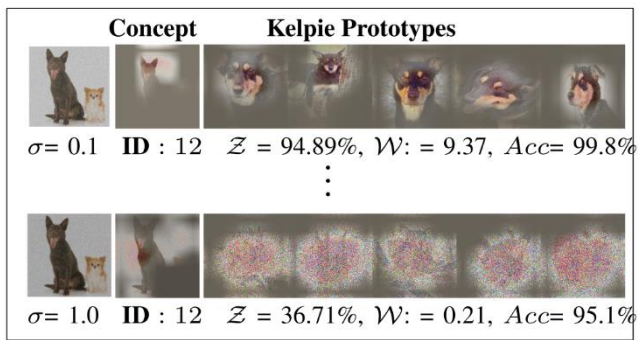 Concept Kelpie Prototypes
σ= 0.1 ID : 12 𝒵 = 94.89%, 𝒲: = 9.37, Acc= 99.8%
⋮
σ= 1.0 ID : 12 𝒵 = 36.71%, 𝒲: = 0.21, Acc= 95.1%